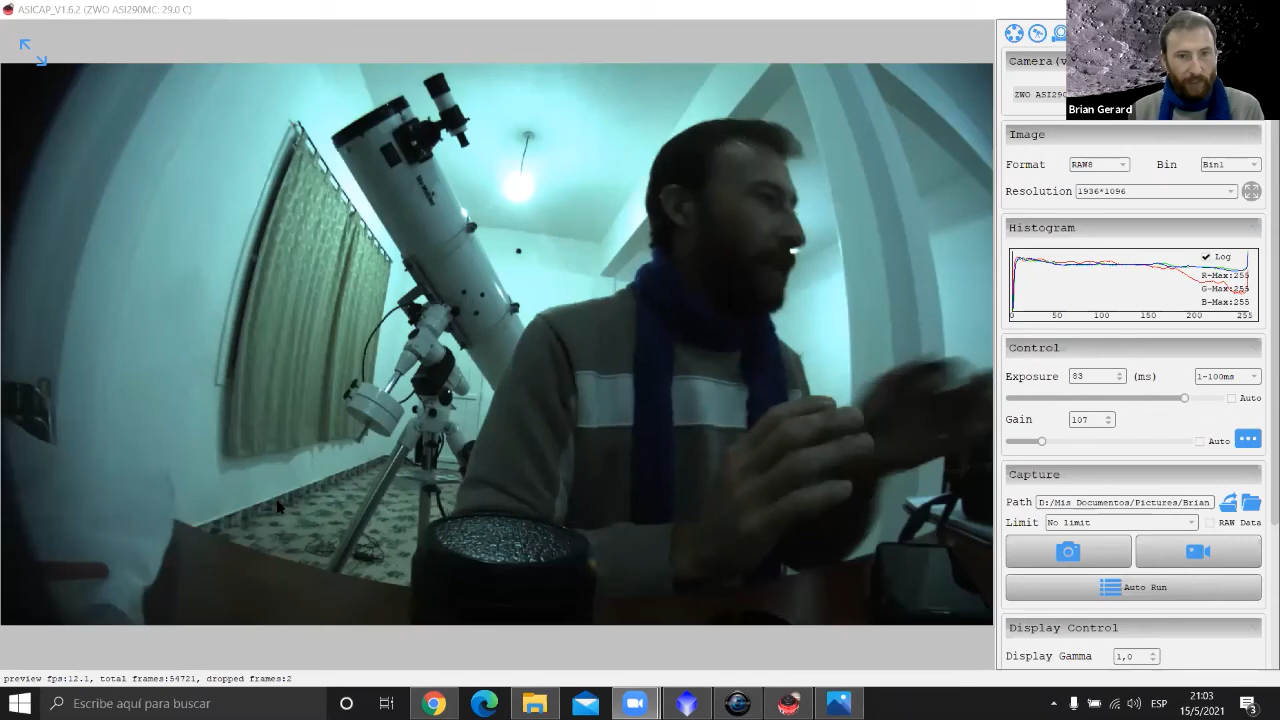 ASICAP_V1.6.2 (ZWO ASI290MC: 29.0 C)
Brian Gerard
Camera(v
ZWO ASI290
Image
Format RAW8 Bin Bin1
Resolution 1936*1096
Histogram
Log
R-Max:255
G-Max:255
B-Max:255
0 50 100 150 200 255
Control
Exposure 83 (ms) 1-100ms
Auto
Gain 107
Auto
Capture
Path D:/Mis Documentos/Pictures/Brian
Limit No limit RAW Data
Auto Run
Display Control
Display Gamma 1,0
preview fps:12.1, total frames:54721, dropped frames:2
Escribe aquí para buscar
ESP
21:03
15/5/2021
3